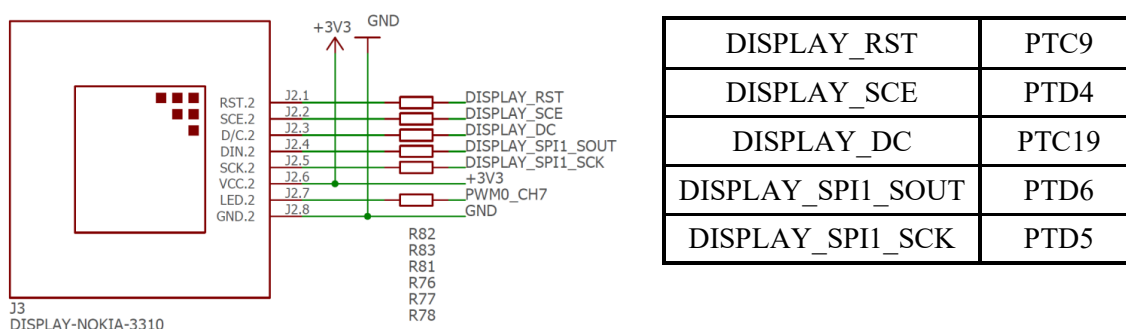 +3V3 GND
RST.2 J2.1 DISPLAY_RST
SCE.2 J2.2 DISPLAY_SCE
D/C.2 J2.3 DISPLAY_DC
DIN.2 J2.4 DISPLAY_SPI1_SOUT
SCK.2 J2.5 DISPLAY_SPI1_SCK
VCC.2 J2.6 +3V3
LED.2 J2.7 PWM0_CH7
GND.2 J2.8 GND
R82
R83
R81
R76
R77
R78
J3
DISPLAY-NOKIA-3310
DISPLAY_RST PTC9
DISPLAY_SCE PTD4
DISPLAY_DC PTC19
DISPLAY_SPI1_SOUT PTD6
DISPLAY_SPI1_SCK PTD5